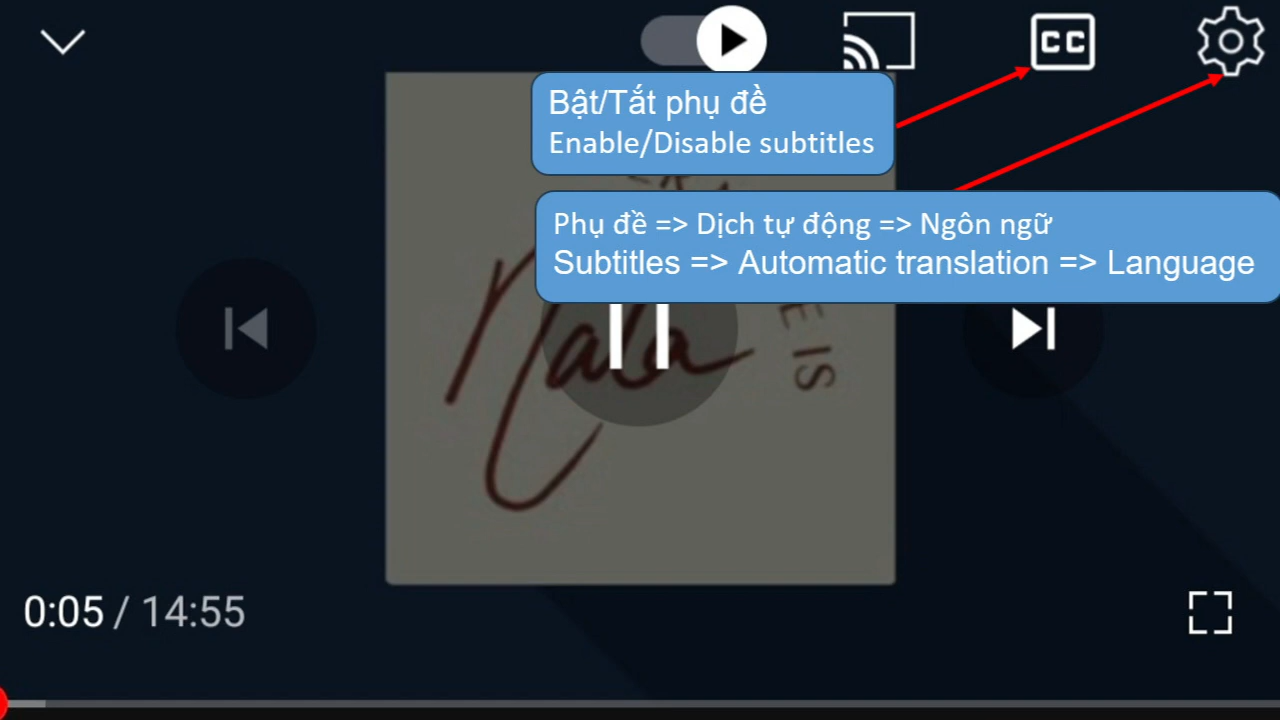 CC
Bật/Tắt phụ đề
Enable/Disable subtitles
Phụ đề => Dịch tự động => Ngôn ngữ
Subtitles => Automatic translation => Language
E IS
0:05 / 14:55